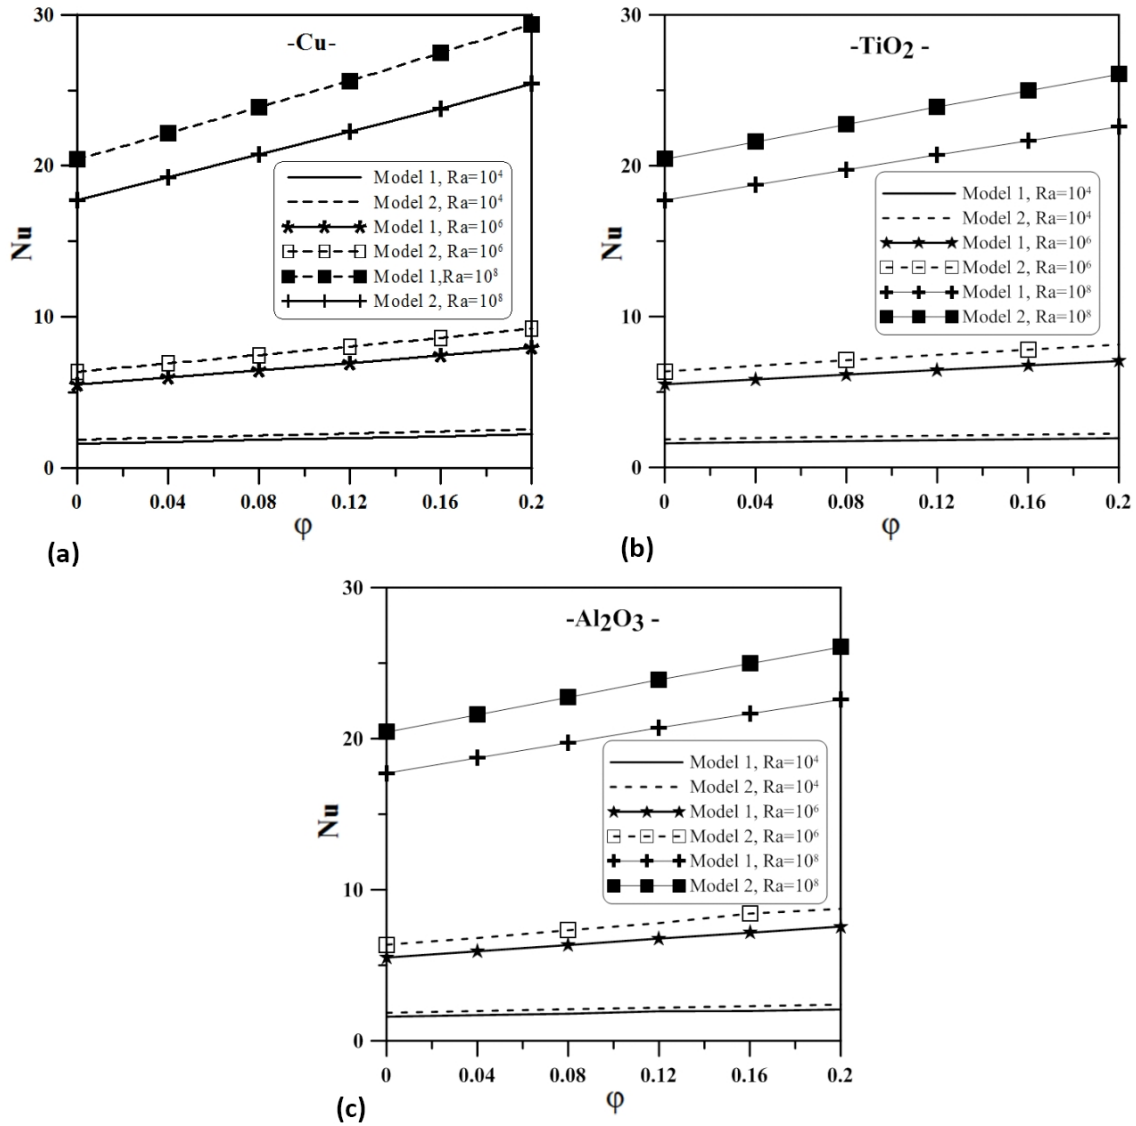 -Cu-
30
20
10
0
Nu
Model 1, Ra=10⁴
Model 2, Ra=10⁴
Model 1, Ra=10⁶
Model 2, Ra=10⁶
Model 1,Ra=10⁸
Model 2, Ra=10⁸
0 0.04 0.08 0.12 0.16 0.2
φ
(a)
-TiO₂ -
30
20
10
0
Nu
Model 1, Ra=10⁴
Model 2, Ra=10⁴
Model 1, Ra=10⁶
Model 2, Ra=10⁶
Model 1, Ra=10⁸
Model 2, Ra=10⁸
0 0.04 0.08 0.12 0.16 0.2
φ
(b)
-Al₂O₃ -
30
20
10
0
Nu
Model 1, Ra=10⁴
Model 2, Ra=10⁴
Model 1, Ra=10⁶
Model 2, Ra=10⁶
Model 1, Ra=10⁸
Model 2, Ra=10⁸
0 0.04 0.08 0.12 0.16 0.2
φ
(c)